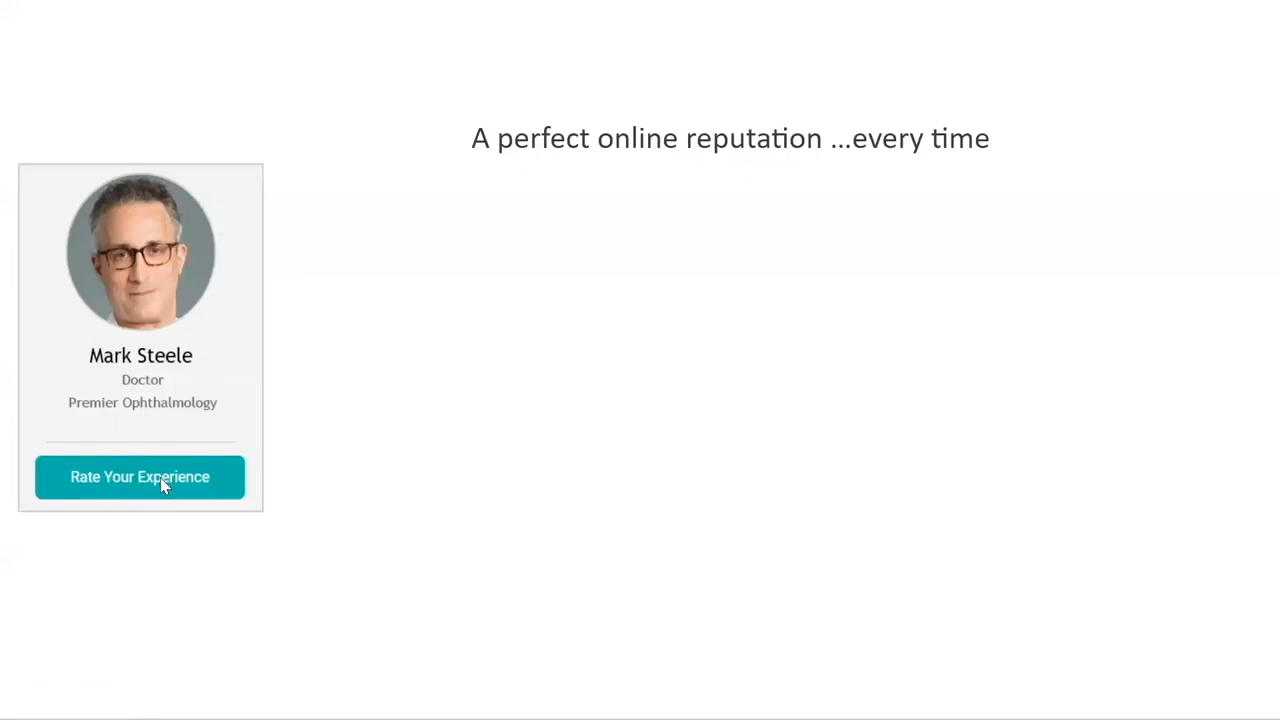 A perfect online reputation ...every time
Mark Steele
Doctor
Premier Ophthalmology
Rate Your Experience